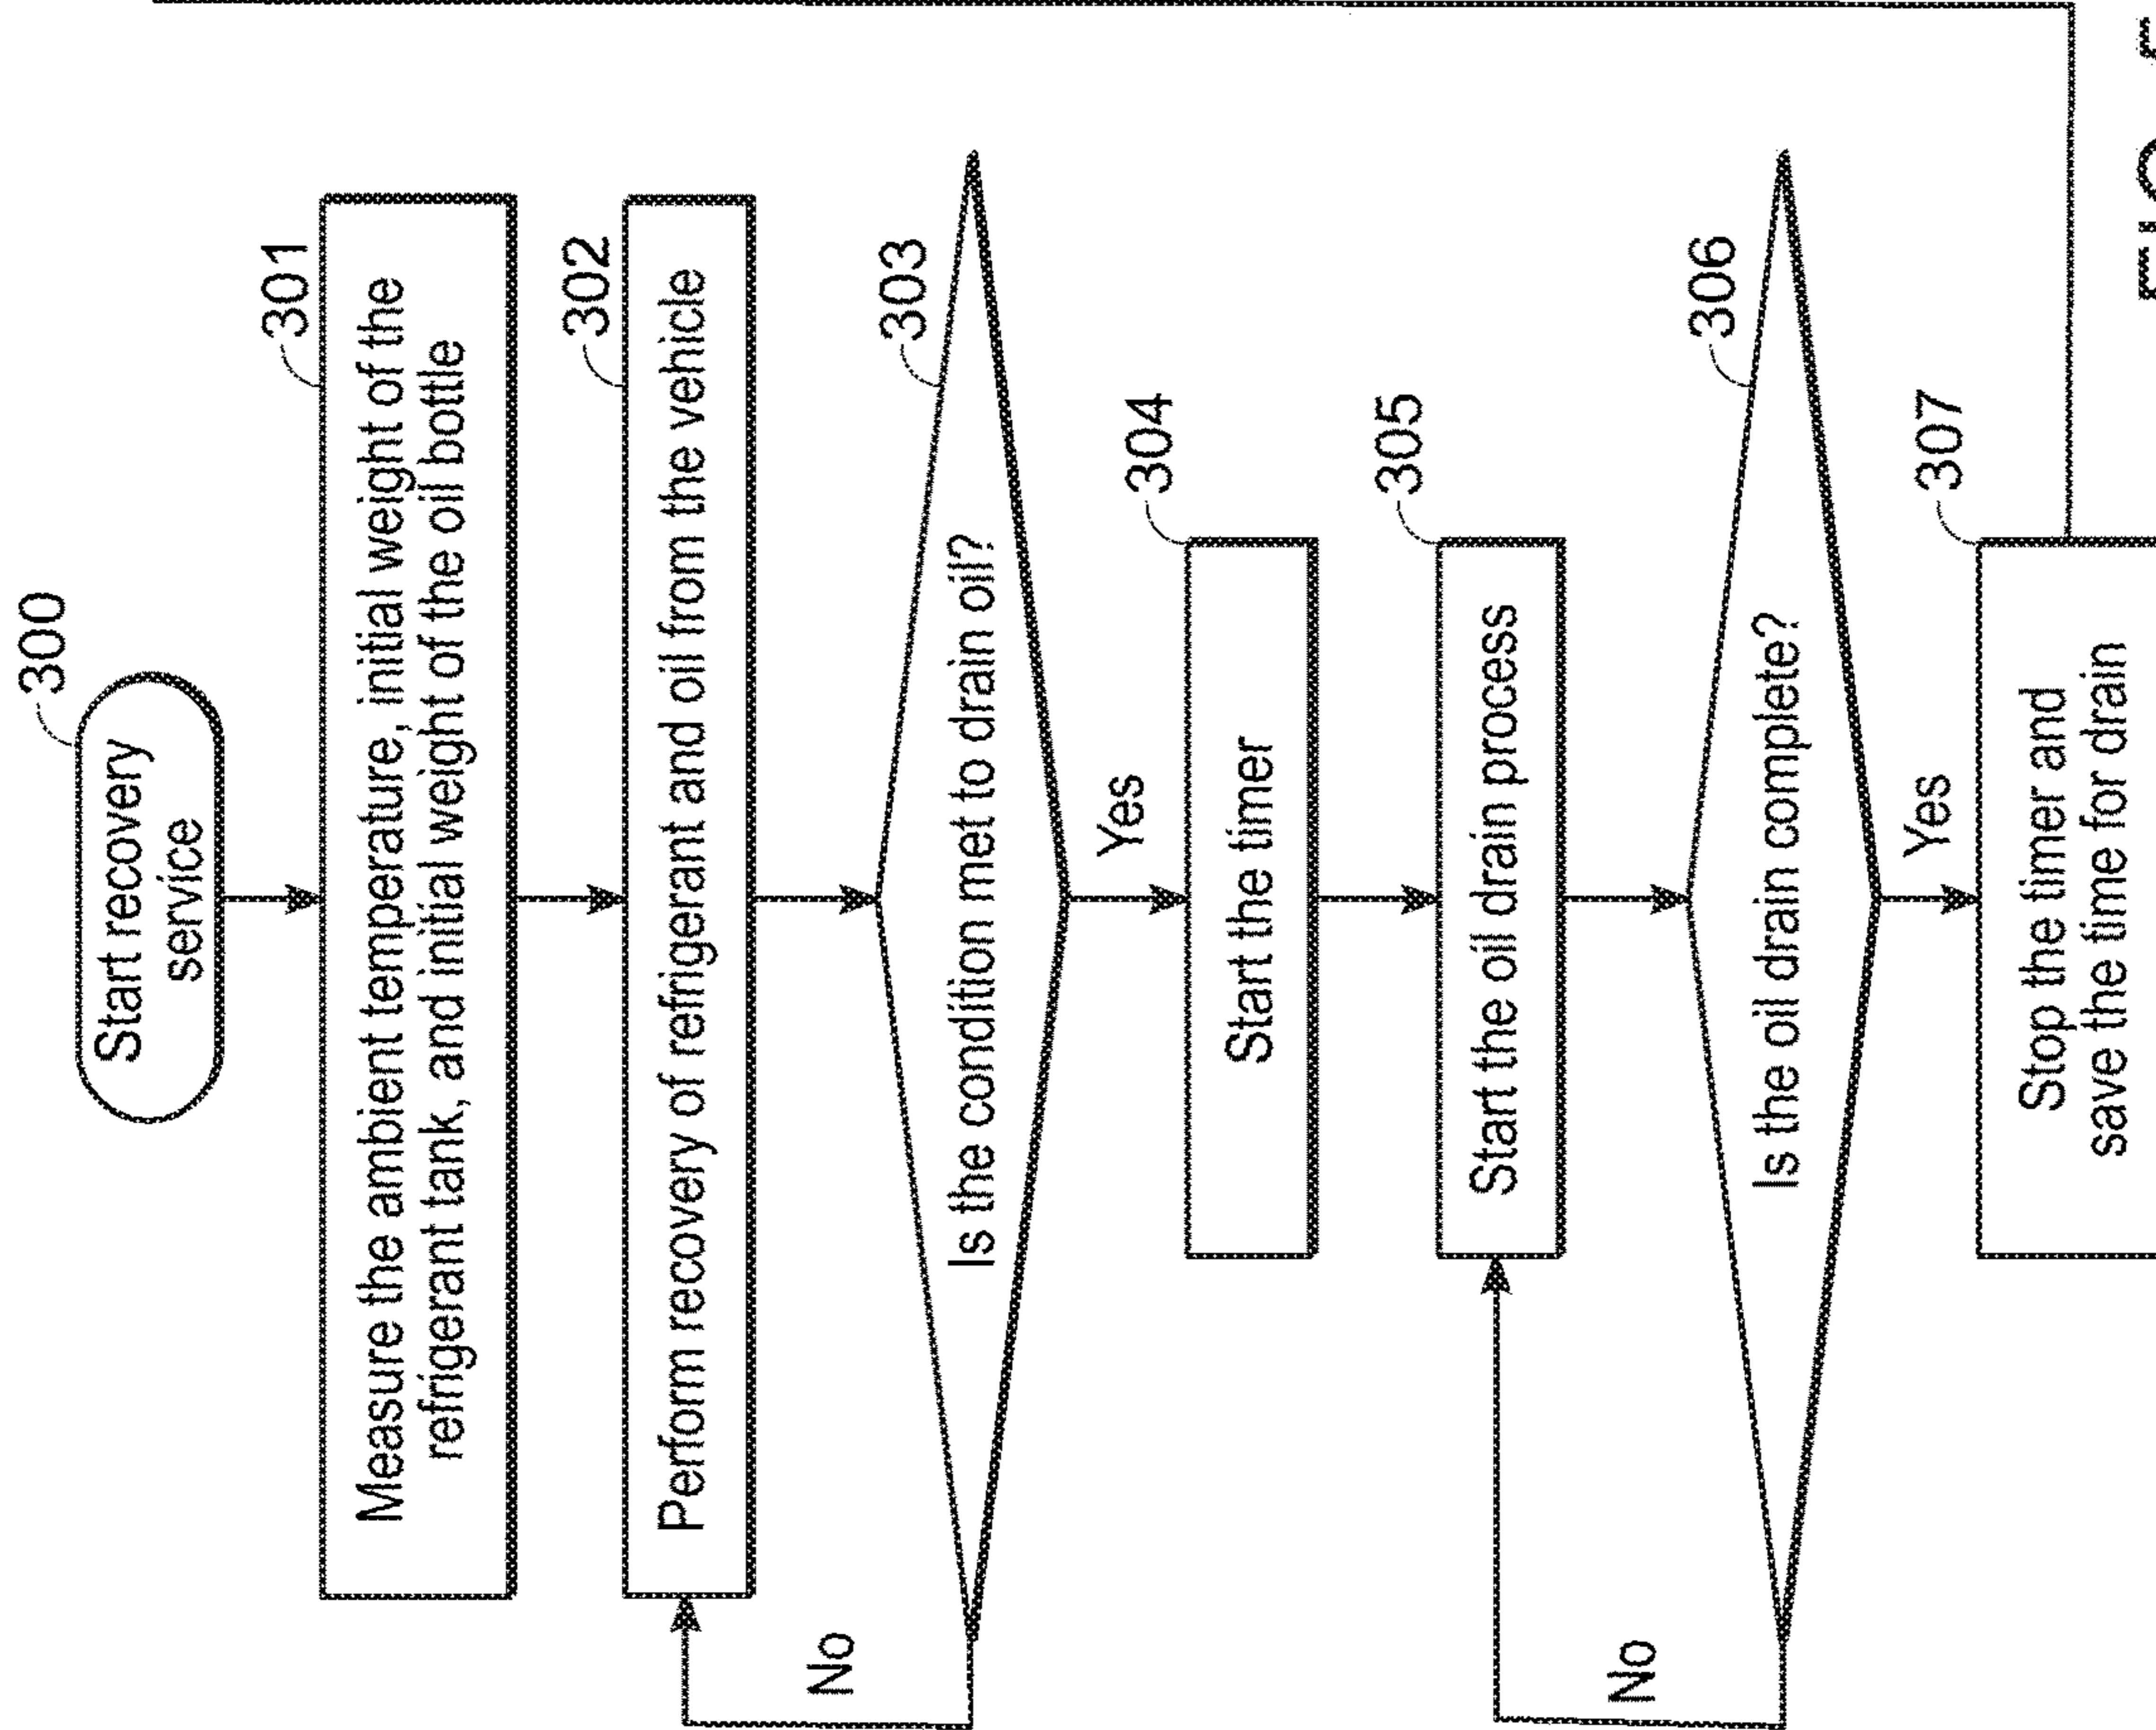 300
Start recovery
service
301
Measure the ambient temperature, initial weight of the
refrigerant tank, and initial weight of the oil bottle
302
Perform recovery of refrigerant and oil from the vehicle
303
Is the condition met to drain oil?
No
Yes
304
Start the timer
305
Start the oil drain process
306
Is the oil drain complete?
No
Yes
307
Stop the timer and
save the time for drain